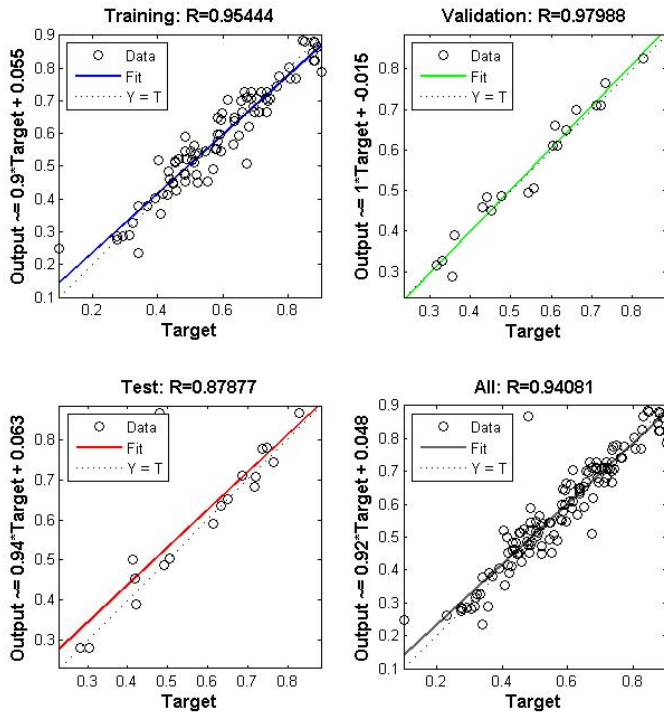 Training: R=0.95444
Output ~= 0.9*Target + 0.055
0.9
0.8
0.7
0.6
0.5
0.4
0.3
0.2
0.1
Data
Fit
Y = T
0.2 0.4 0.6 0.8
Target
Validation: R=0.97988
Output ~= 1*Target + -0.015
0.8
0.7
0.6
0.5
0.4
0.3
Data
Fit
Y = T
0.3 0.4 0.5 0.6 0.7 0.8
Target
Test: R=0.87877
Output ~= 0.94*Target + 0.063
0.8
0.7
0.6
0.5
0.4
0.3
Data
Fit
Y = T
0.3 0.4 0.5 0.6 0.7 0.8
Target
All: R=0.94081
Output ~= 0.92*Target + 0.048
0.9
0.8
0.7
0.6
0.5
0.4
0.3
0.2
0.1
Data
Fit
Y = T
0.2 0.4 0.6 0.8
Target